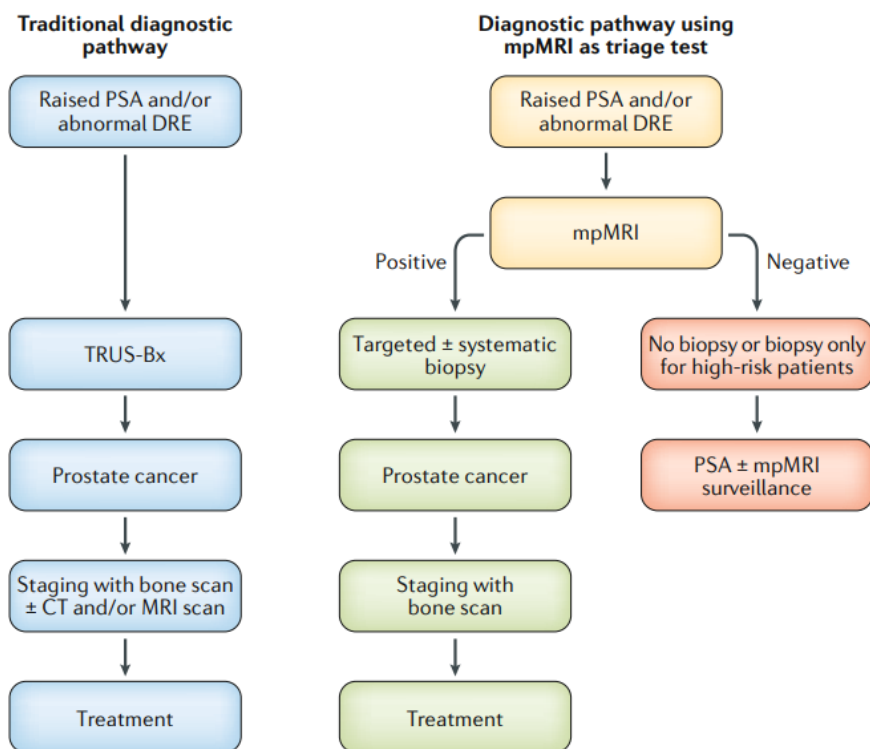 Traditional diagnostic
pathway
Raised PSA and/or
abnormal DRE
TRUS-Bx
Prostate cancer
Staging with bone scan
± CT and/or MRI scan
Treatment
Diagnostic pathway using
mpMRI as triage test
Raised PSA and/or
abnormal DRE
mpMRI
Positive
Negative
Targeted ± systematic
biopsy
Prostate cancer
Staging with
bone scan
Treatment
No biopsy or biopsy only
for high-risk patients
PSA ± mpMRI
surveillance